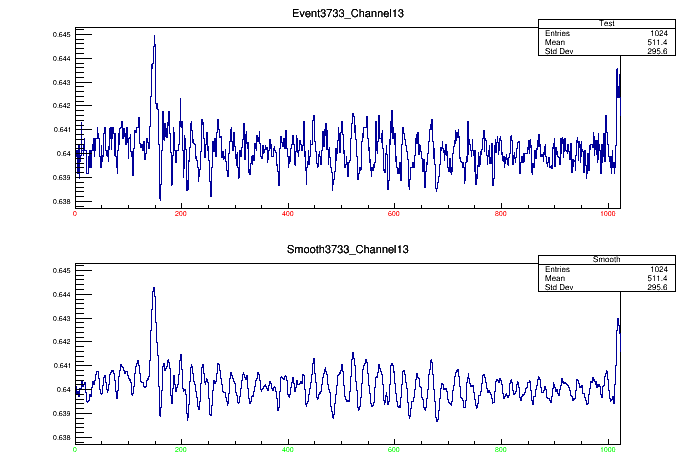 Event3733_Channel13
Test
Entries 1024
Mean 511.4
Std Dev 295.6
0.645
0.644
0.643
0.642
0.641
0.64
0.639
0.638
0 200 400 600 800 1000
Smooth3733_Channel13
Smooth
Entries 1024
Mean 511.4
Std Dev 295.6
0.645
0.644
0.643
0.642
0.641
0.64
0.639
0.638
0 200 400 600 800 1000